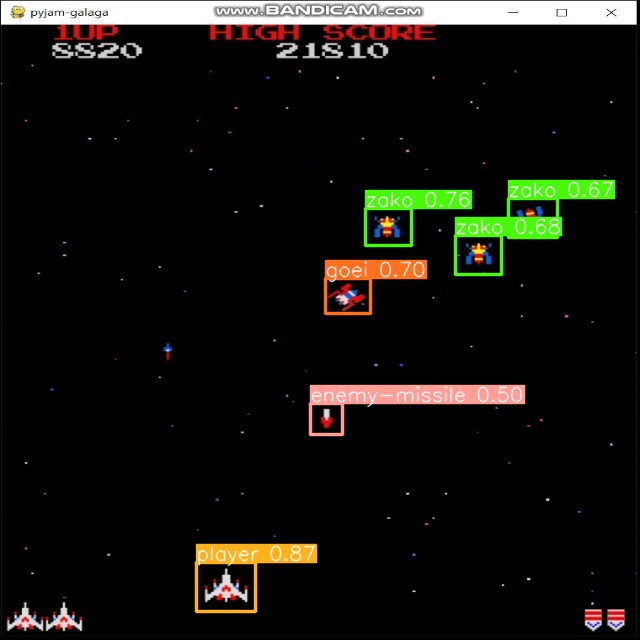 pyjam-galaga
www.BANDICAM.com
1UP HIGH SCORE
8820 21810
zako 0.76
zako 0.67
zako 0.68
goei 0.70
enemy-missile 0.50
player 0.87